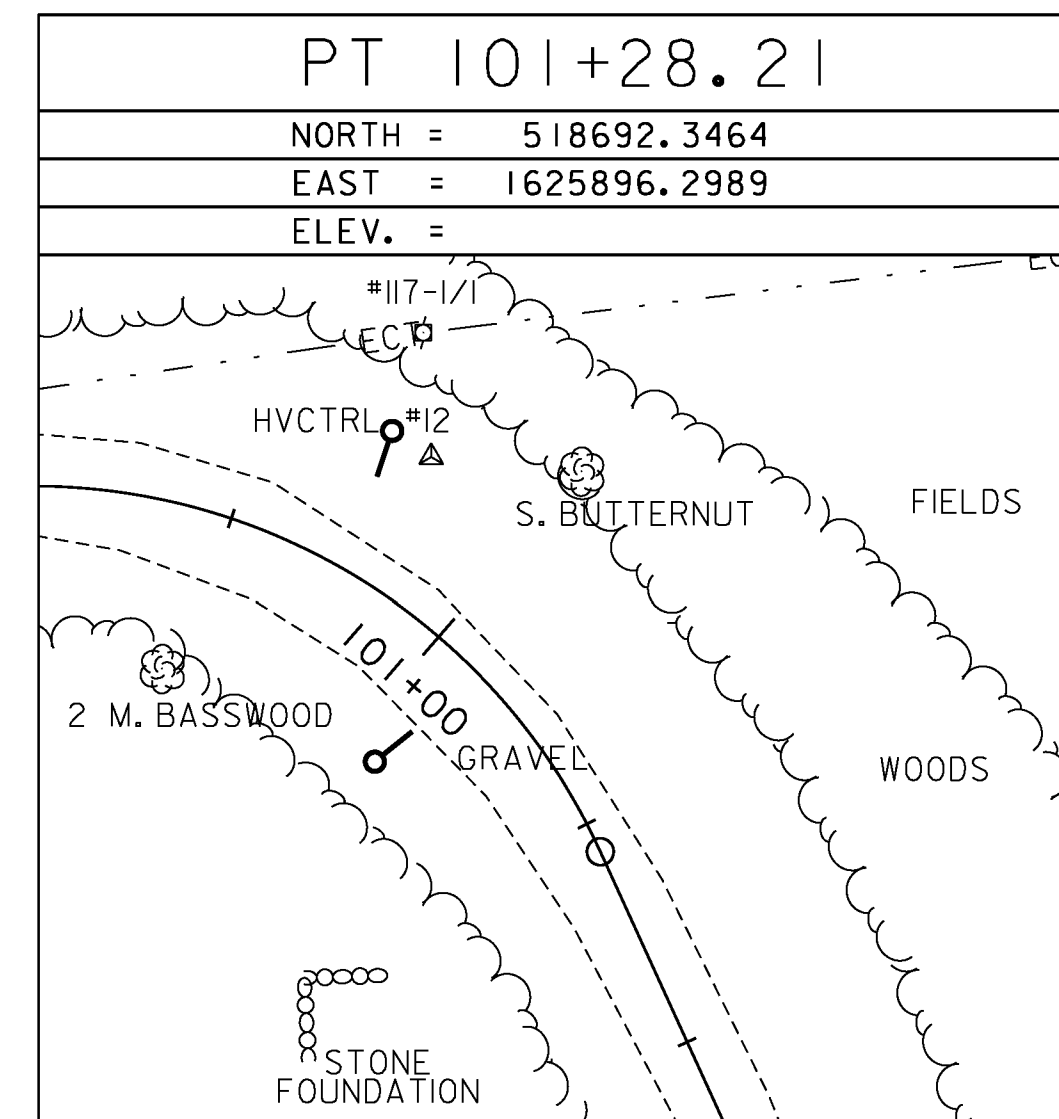 PT 101+28.21
NORTH = 518692.3464
EAST = 1625896.2989
ELEV. =
#117-1/1
ECT
HVCTRL #12
S. BUTTERNUT
FIELDS
101+00
2 M. BASSWOOD
GRAVEL
WOODS
STONE
FOUNDATION